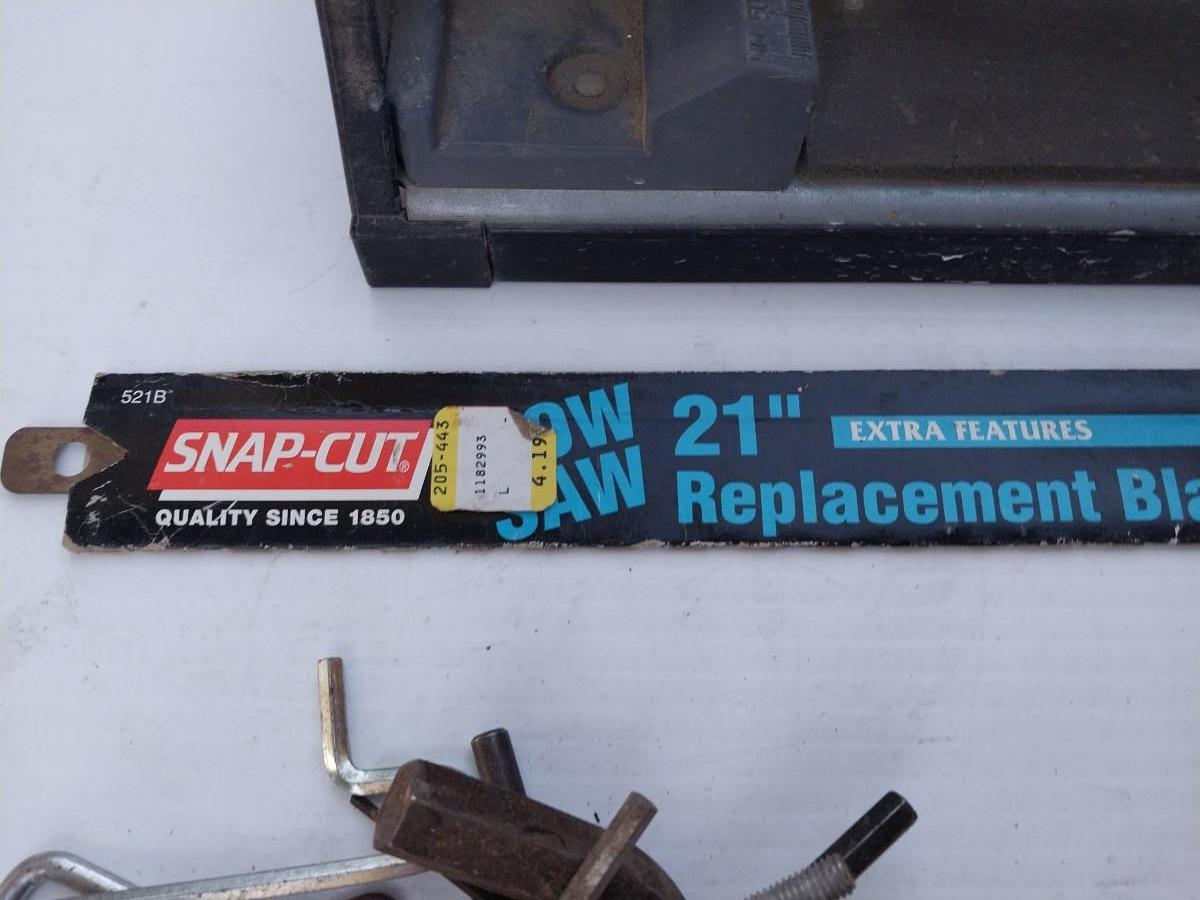 521B
SNAP-CUT®
QUALITY SINCE 1850
205-443
1182993
L
4.19
OW
SAW
21"
EXTRA FEATURES
Replacement Bla